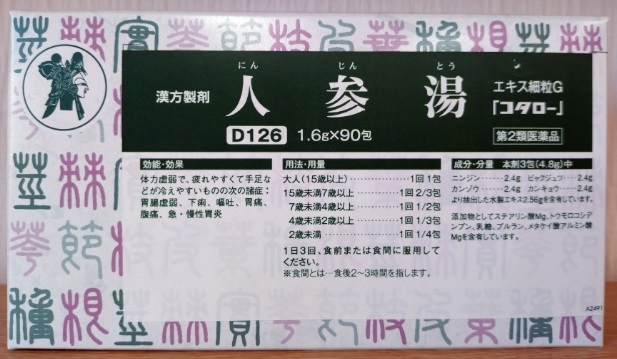 にん じん とう
漢方製剤 人参湯 エキス細粒G
「コタロー」
D126 1.6g×90包 第2類医薬品
効能・効果
体力虚弱で、疲れやすくて手足な
どが冷えやすいものの次の諸症：
胃腸虚弱、下痢、嘔吐、胃痛、
腹痛、急・慢性胃炎
用法・用量
大人(15歳以上)………………1回 1包
15歳未満7歳以上………………1回 2/3包
7歳未満4歳以上………………1回 1/2包
4歳未満2歳以上………………1回 1/3包
2歳未満………………1回 1/4包
1日3回、食前または食間に服用して
ください。
※食間とは…食後2〜3時間を指します。
成分・分量 本剤3包(4.8g)中
ニンジン………2.4g ビャクジュツ……2.4g
カンゾウ………2.4g カンキョウ………2.4g
より抽出した水製エキス2.56gを含有しています。
添加物としてステアリン酸Mg、トウモロコシデ
ンプン、乳糖、プルラン、メタケイ酸アルミン酸
Mgを含有しています。
A2491